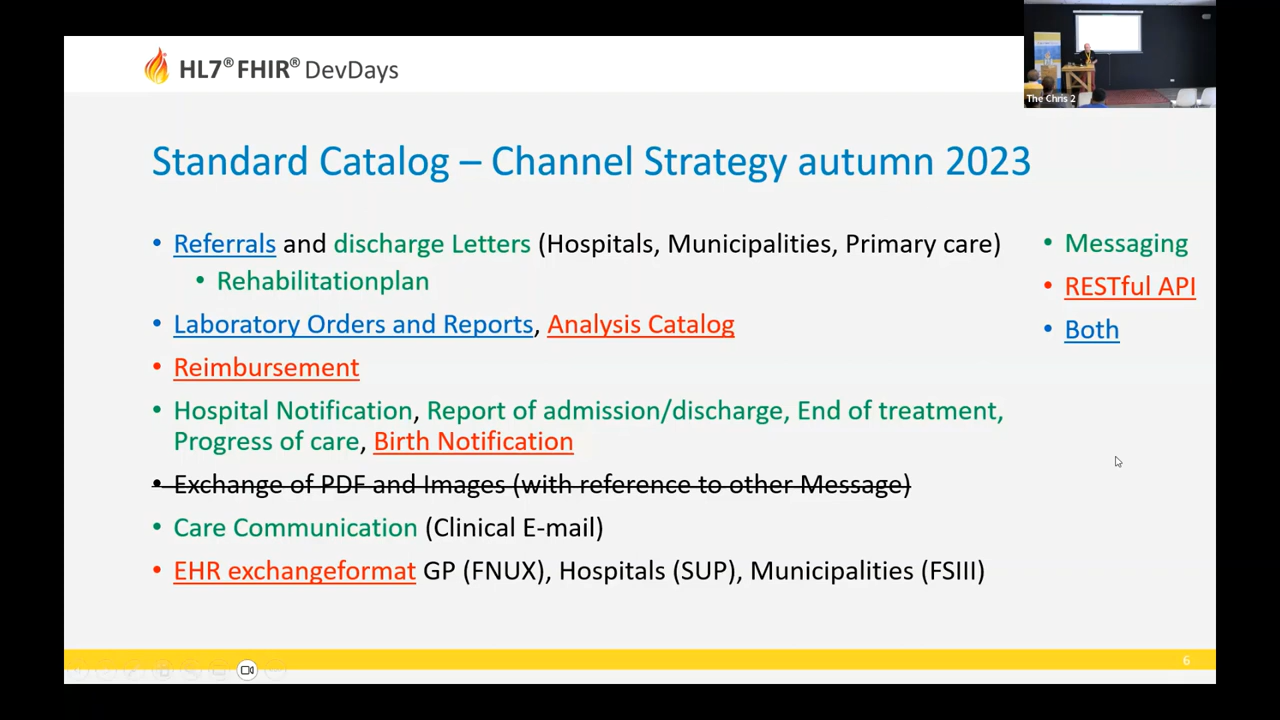 HL7® FHIR® DevDays
The Chris 2
Standard Catalog – Channel Strategy autumn 2023
• Referrals and discharge Letters (Hospitals, Municipalities, Primary care)
• Rehabilitationplan
• Laboratory Orders and Reports, Analysis Catalog
• Reimbursement
• Hospital Notification, Report of admission/discharge, End of treatment,
Progress of care, Birth Notification
• Exchange of PDF and Images (with reference to other Message)
• Care Communication (Clinical E-mail)
• EHR exchangeformat GP (FNUX), Hospitals (SUP), Municipalities (FSIII)
• Messaging
• RESTful API
• Both
6